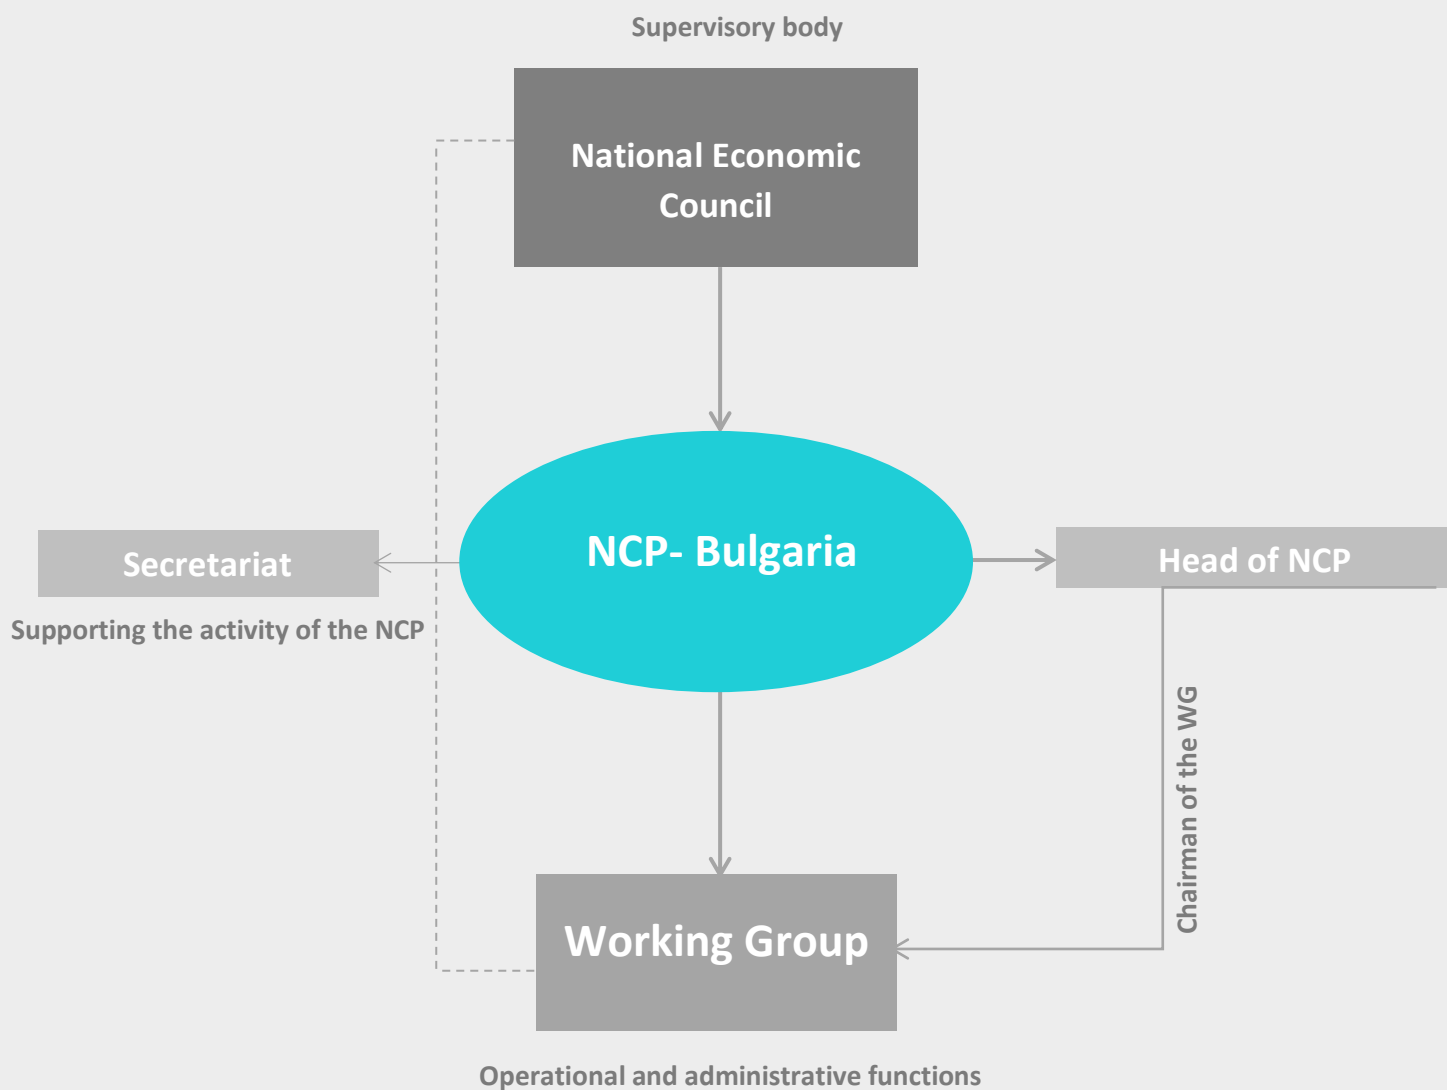 Supervisory body
National Economic
Council
NCP- Bulgaria
Secretariat
Head of NCP
Supporting the activity of the NCP
Chairman of the WG
Working Group
Operational and administrative functions